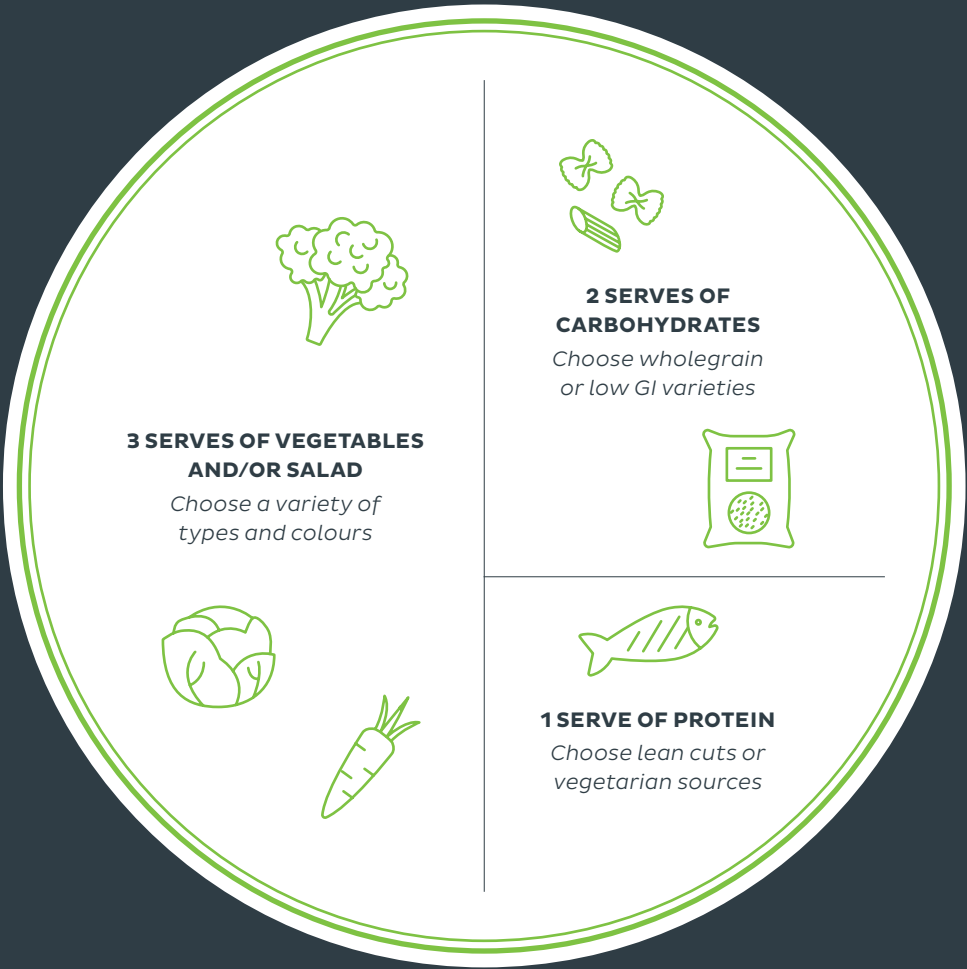 3 SERVES OF VEGETABLES
AND/OR SALAD
Choose a variety of
types and colours
2 SERVES OF
CARBOHYDRATES
Choose wholegrain
or low GI varieties
1 SERVE OF PROTEIN
Choose lean cuts or
vegetarian sources